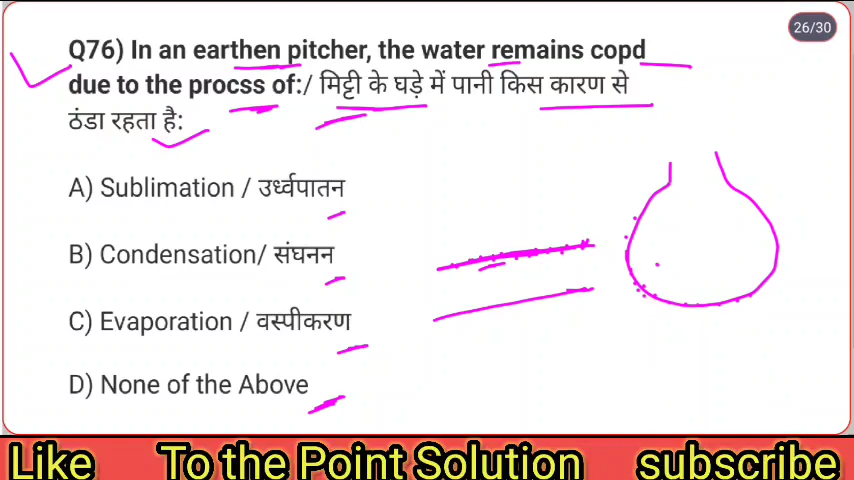 26/30
Q76) In an earthen pitcher, the water remains copd
due to the procss of:/ मिट्टी के घड़े में पानी किस कारण से
ठंडा रहता है:
A) Sublimation / उर्ध्वपातन
B) Condensation/ संघनन
C) Evaporation / वस्पीकरण
D) None of the Above
Like To the Point Solution subscribe